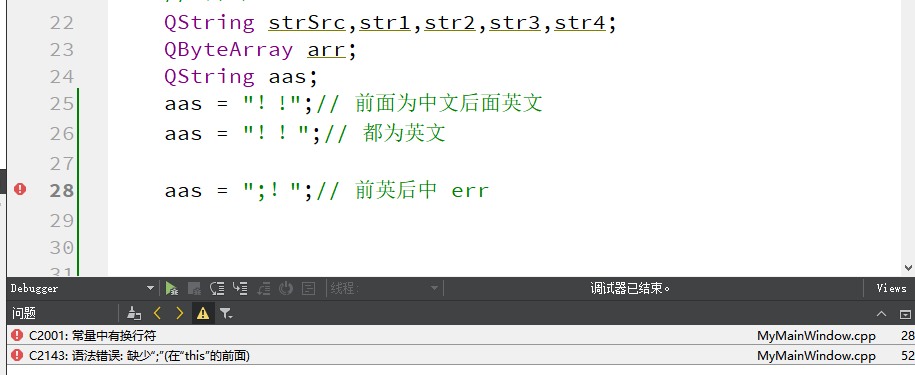 22 QString strSrc,str1,str2,str3,str4;
23 QByteArray arr;
24 QString aas;
25 aas = "！!";// 前面为中文后面英文
26 aas = "！！";// 都为英文
27
28 aas = ";！";// 前英后中 err
29
30
Debugger 线程: 调试器已结束。 Views
问题
C2001: 常量中有换行符 MyMainWindow.cpp 28
C2143: 语法错误: 缺少“;”(在“this”的前面) MyMainWindow.cpp 52